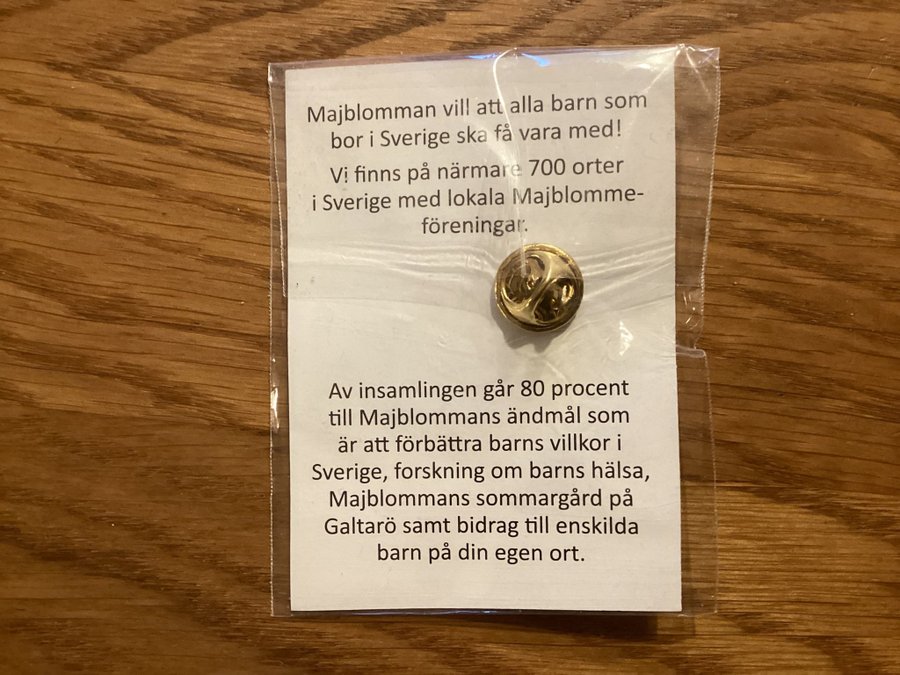 Majblomman vill att alla barn som
bor i Sverige ska få vara med!
Vi finns på närmare 700 orter
i Sverige med lokala Majblomme-
föreningar.
Av insamlingen går 80 procent
till Majblommans ändmål som
är att förbättra barns villkor i
Sverige, forskning om barns hälsa,
Majblommans sommargård på
Galtarö samt bidrag till enskilda
barn på din egen ort.